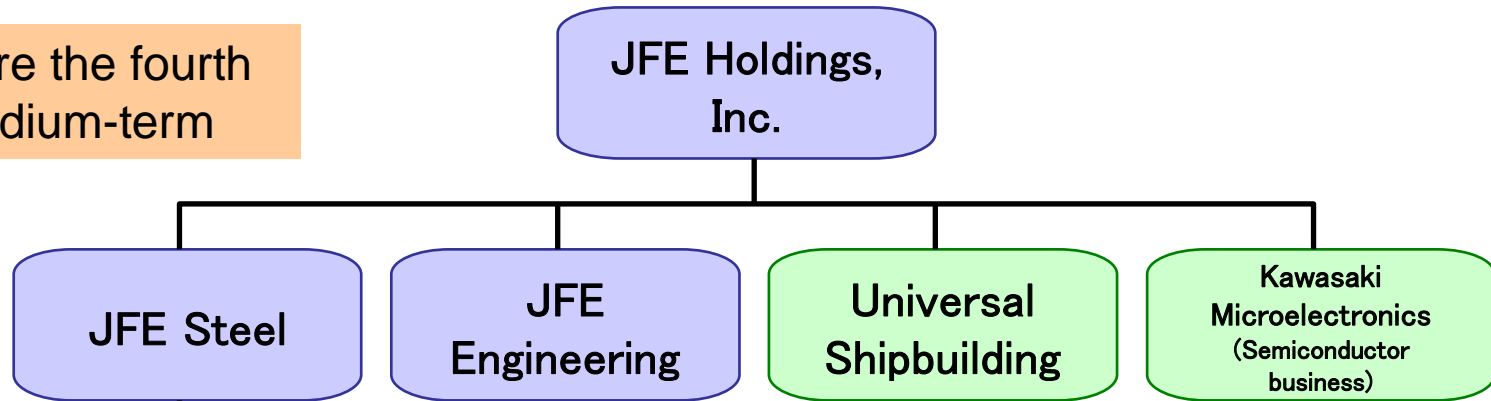 re the fourth
dium-term
JFE Holdings,
Inc.
JFE Steel
JFE
Engineering
Universal
Shipbuilding
Kawasaki
Microelectronics
(Semiconductor
business)